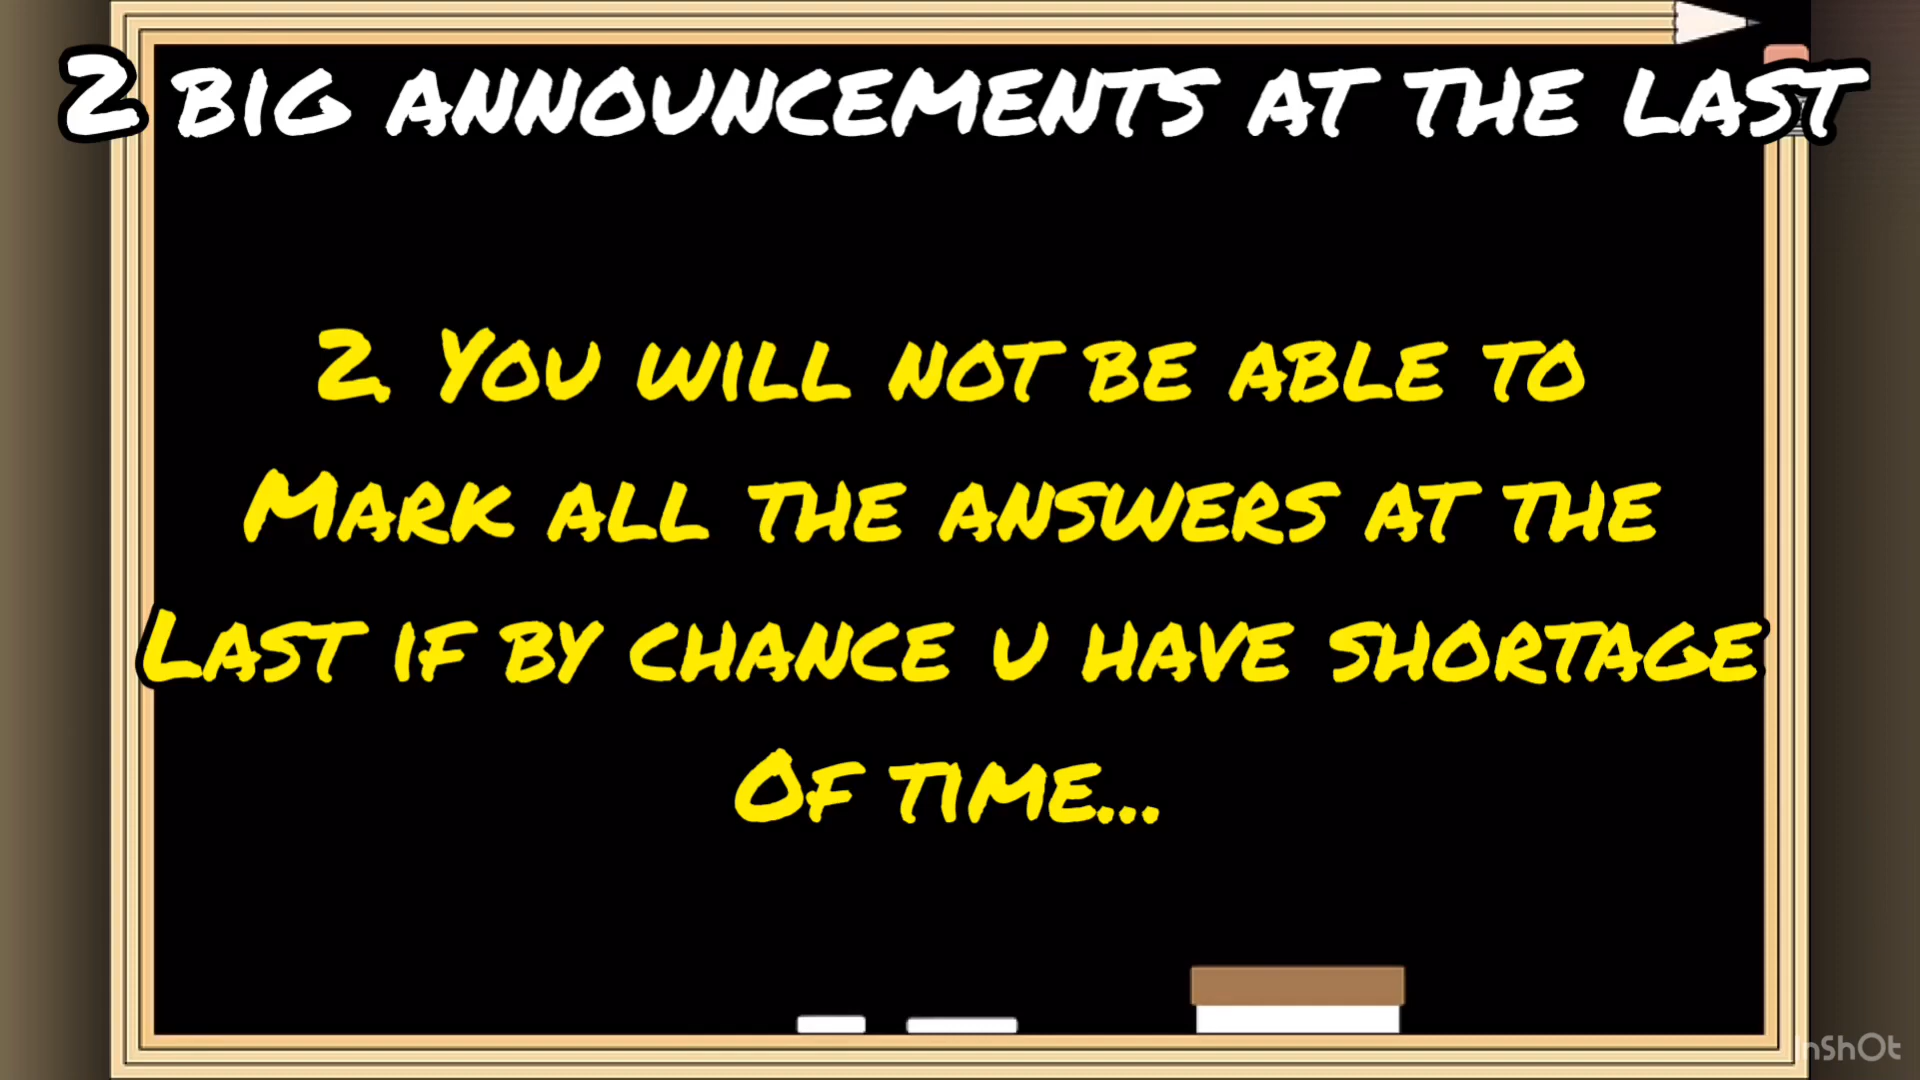 2 BIG ANNOUNCEMENTS AT THE LAST
2. YOU WILL NOT BE ABLE TO
MARK ALL THE ANSWERS AT THE
LAST IF BY CHANCE U HAVE SHORTAGE
OF TIME...
InShOt